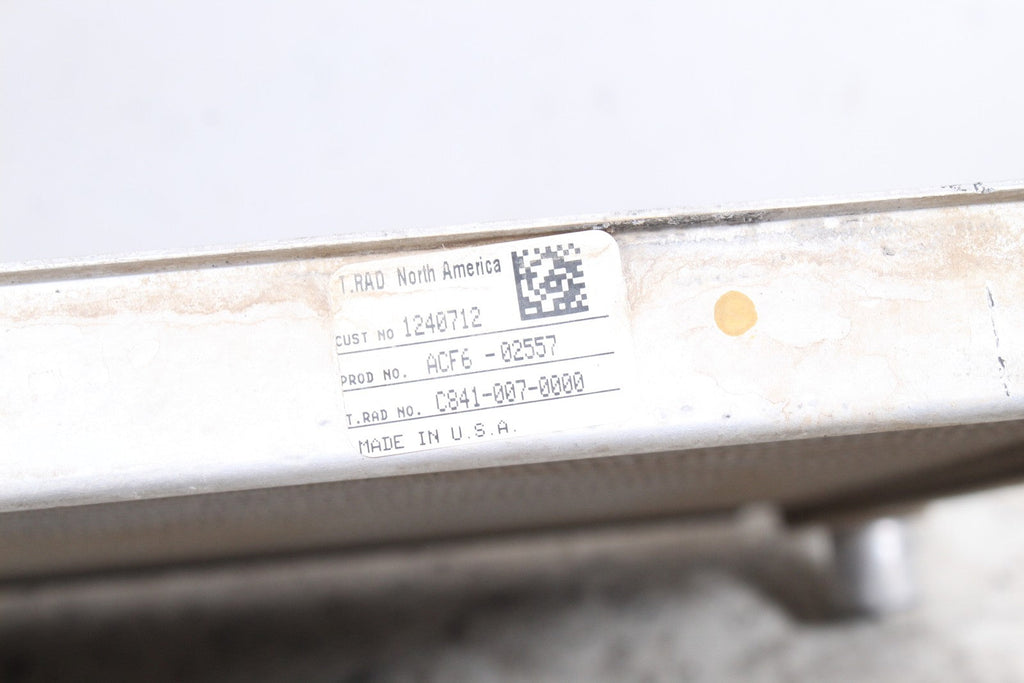 T.RAD North America
CUST NO 1240712
PROD NO. ACF6 - 02557
T.RAD NO. C841-007-0000
MADE IN U.S.A.